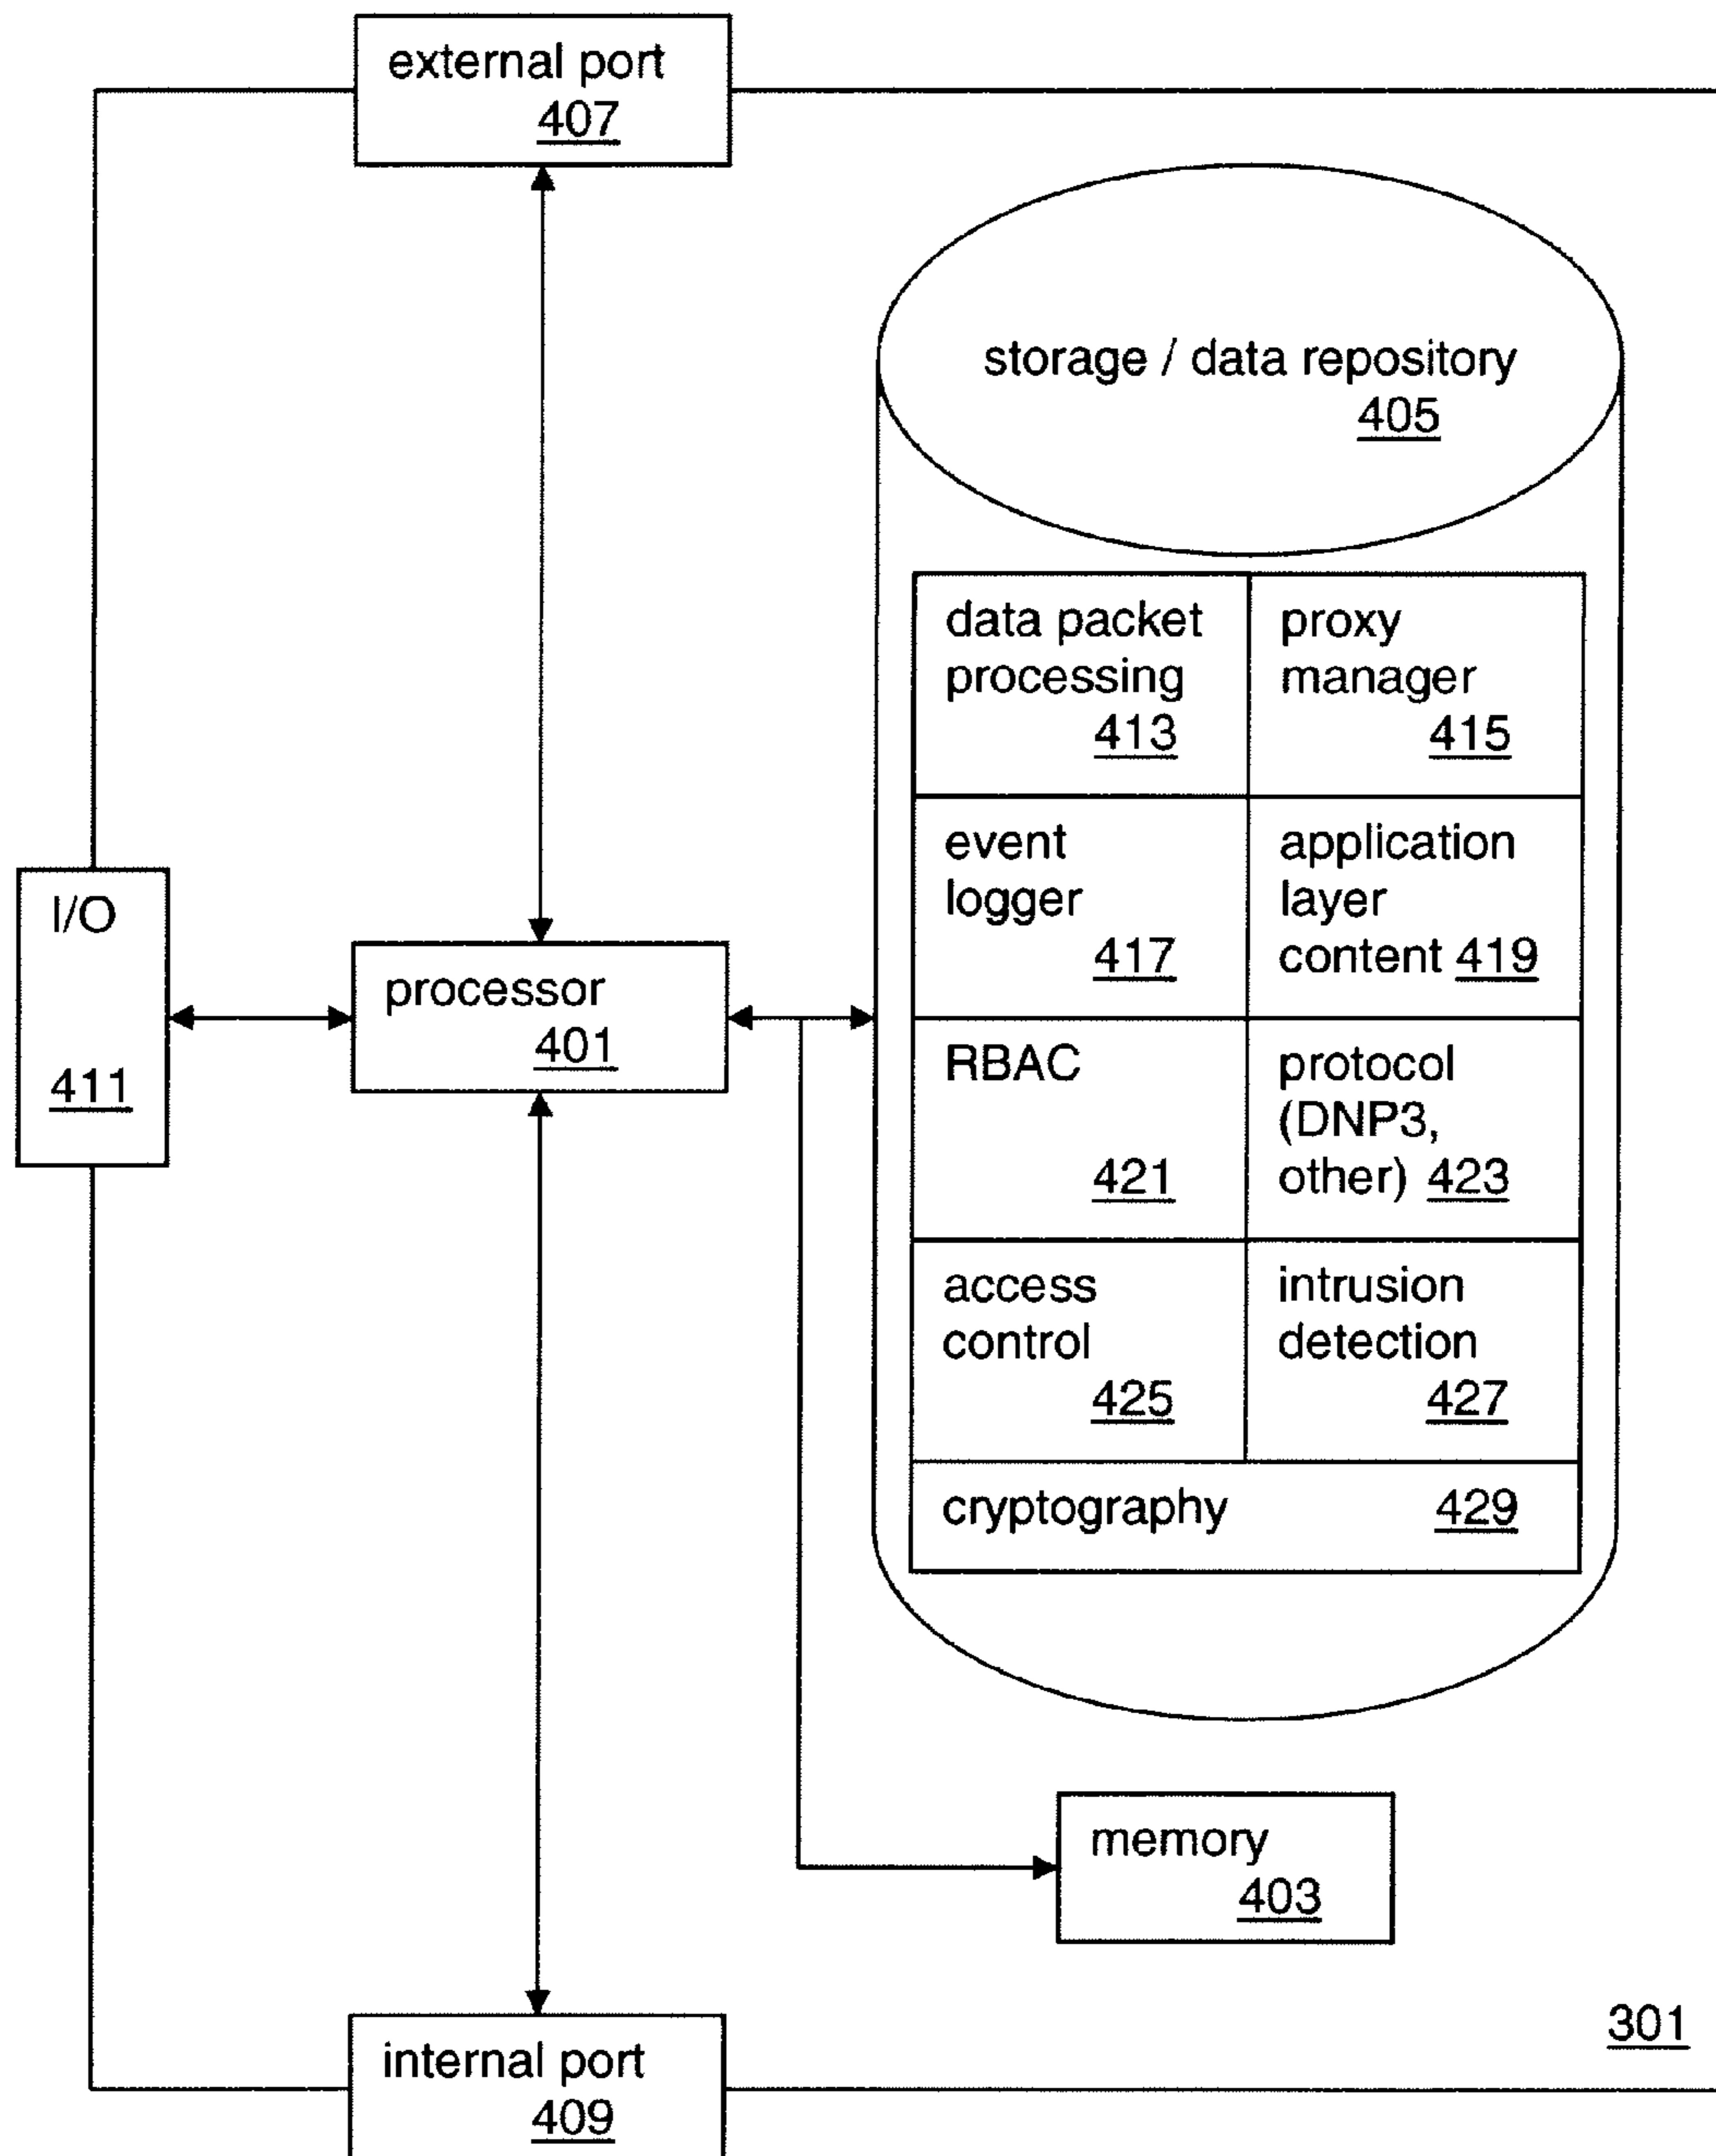 external port
407
storage / data repository
405
data packet
processing
413
proxy
manager
415
event
logger
417
application
layer
content 419
I/O
411
processor
401
RBAC
421
protocol
(DNP3,
other) 423
access
control
425
intrusion
detection
427
cryptography 429
memory
403
internal port
409
301